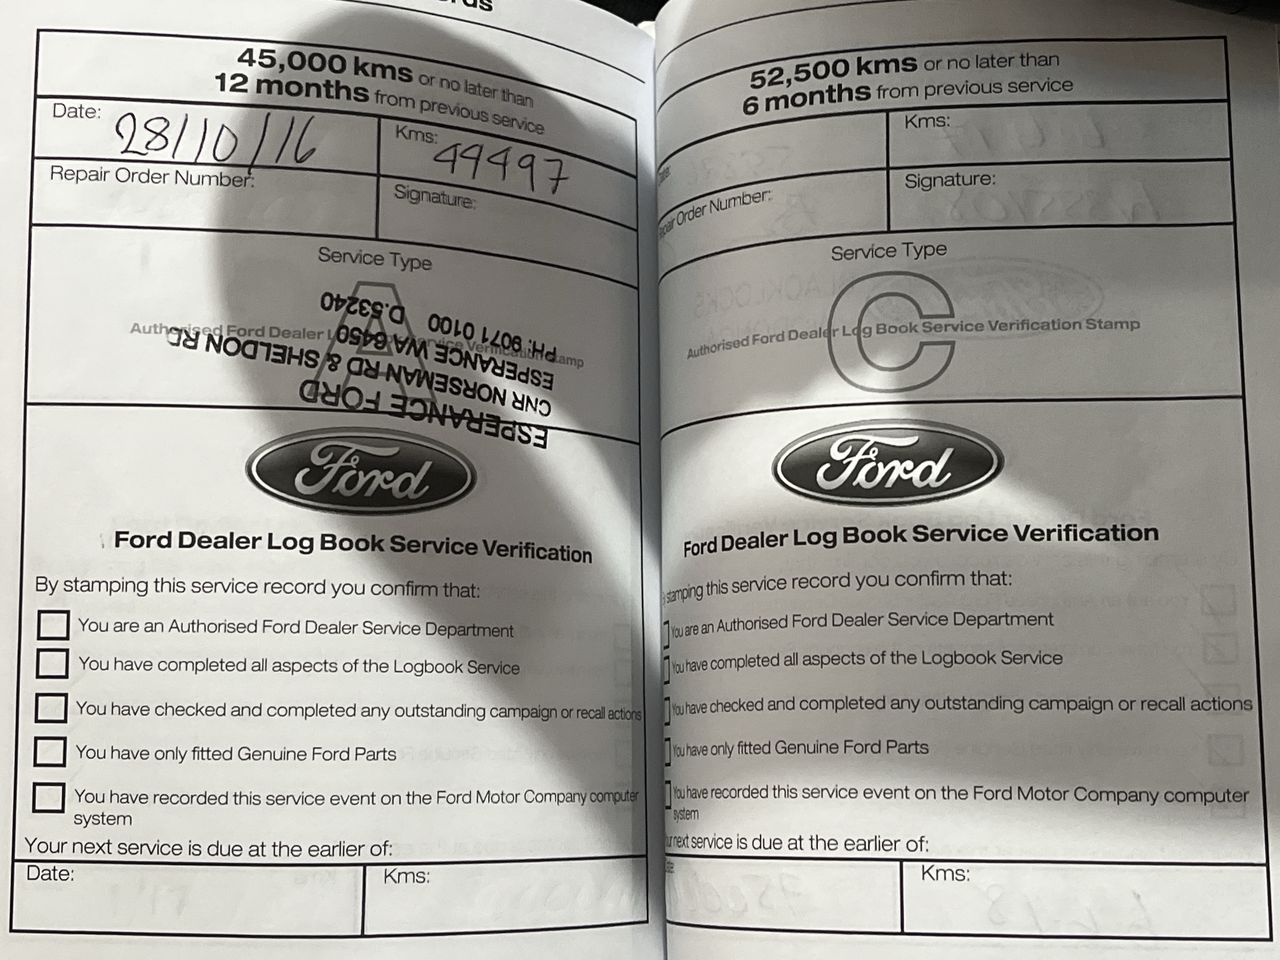 45,000 kms or no later than
12 months from previous service
Date: 28/10/16
Kms: 49497
Repair Order Number:
Signature:
Service Type
A
Authorised Ford Dealer Log Book Service Verification Stamp
ESPERANCE FORD
CNR NORSEMAN RD & SHELDON RD
ESPERANCE WA 6450
PH: 9071 0100 D.53240
Ford
Ford Dealer Log Book Service Verification
By stamping this service record you confirm that:
You are an Authorised Ford Dealer Service Department
You have completed all aspects of the Logbook Service
You have checked and completed any outstanding campaign or recall actions
You have only fitted Genuine Ford Parts
You have recorded this service event on the Ford Motor Company computer
system
Your next service is due at the earlier of:
Date:
Kms:
52,500 kms or no later than
6 months from previous service
Kms:
Repair Order Number:
Signature:
Service Type
C
Authorised Ford Dealer Log Book Service Verification Stamp
Ford
Ford Dealer Log Book Service Verification
stamping this service record you confirm that:
You are an Authorised Ford Dealer Service Department
You have completed all aspects of the Logbook Service
You have checked and completed any outstanding campaign or recall actions
You have only fitted Genuine Ford Parts
You have recorded this service event on the Ford Motor Company computer
system
next service is due at the earlier of:
Kms: